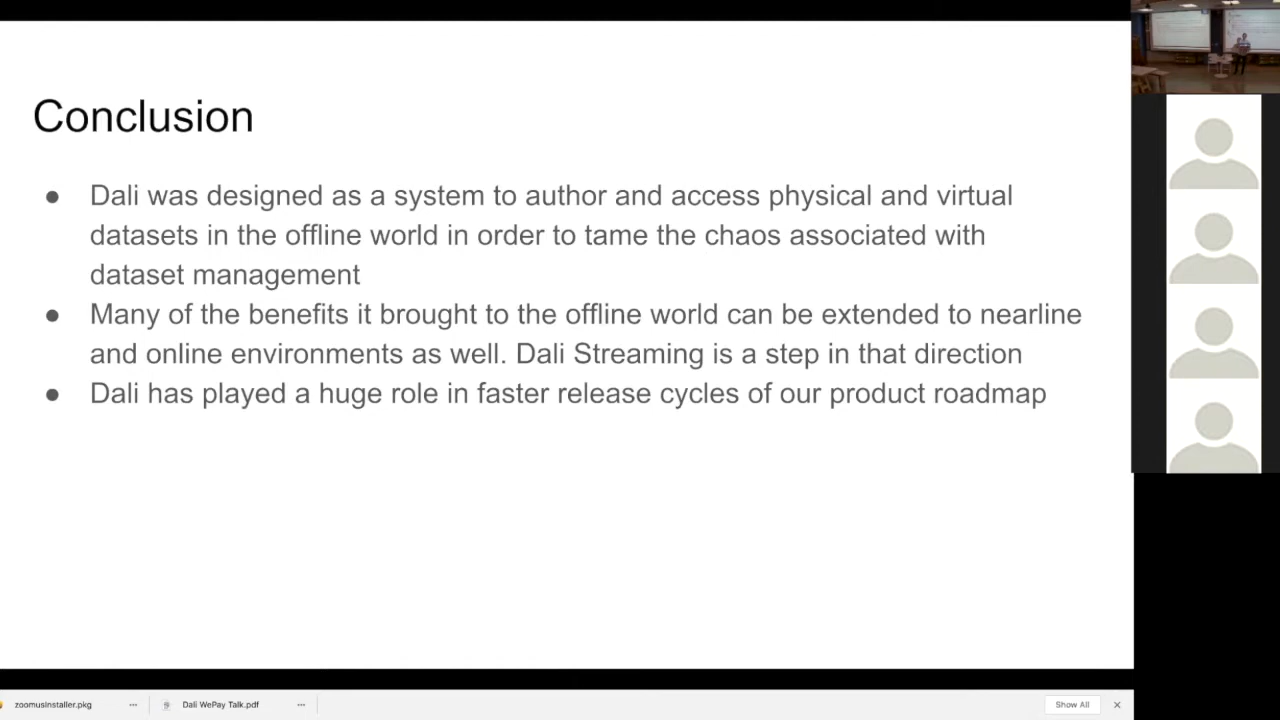 Conclusion
● Dali was designed as a system to author and access physical and virtual
datasets in the offline world in order to tame the chaos associated with
dataset management
● Many of the benefits it brought to the offline world can be extended to nearline
and online environments as well. Dali Streaming is a step in that direction
● Dali has played a huge role in faster release cycles of our product roadmap
zoomusInstaller.pkg
Dali WePay Talk.pdf
Show All